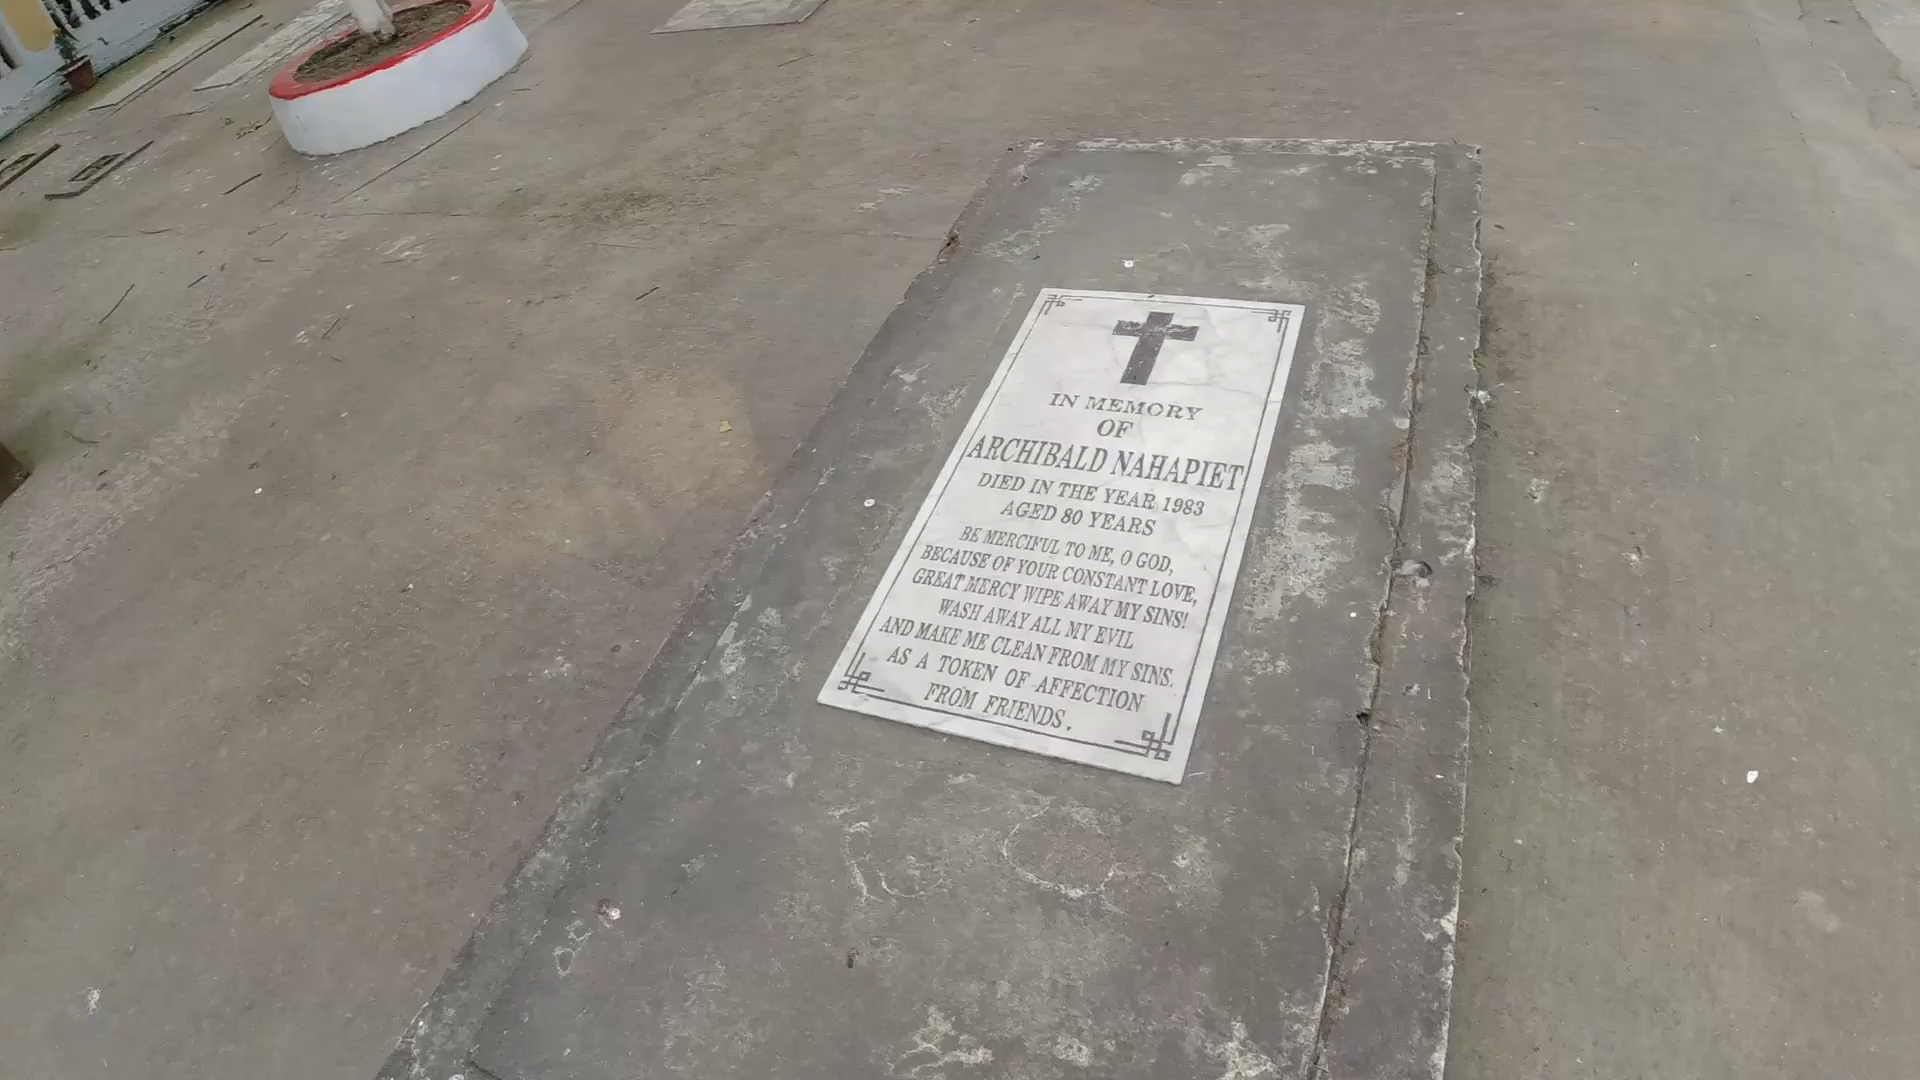 IN MEMORY
OF
ARCHIBALD NAHAPIET
DIED IN THE YEAR 1983
AGED 80 YEARS
BE MERCIFUL TO ME, O GOD,
BECAUSE OF YOUR CONSTANT LOVE,
GREAT MERCY WIPE AWAY MY SINS!
WASH AWAY ALL MY EVIL
AND MAKE ME CLEAN FROM MY SINS.
AS A TOKEN OF AFFECTION
FROM FRIENDS.